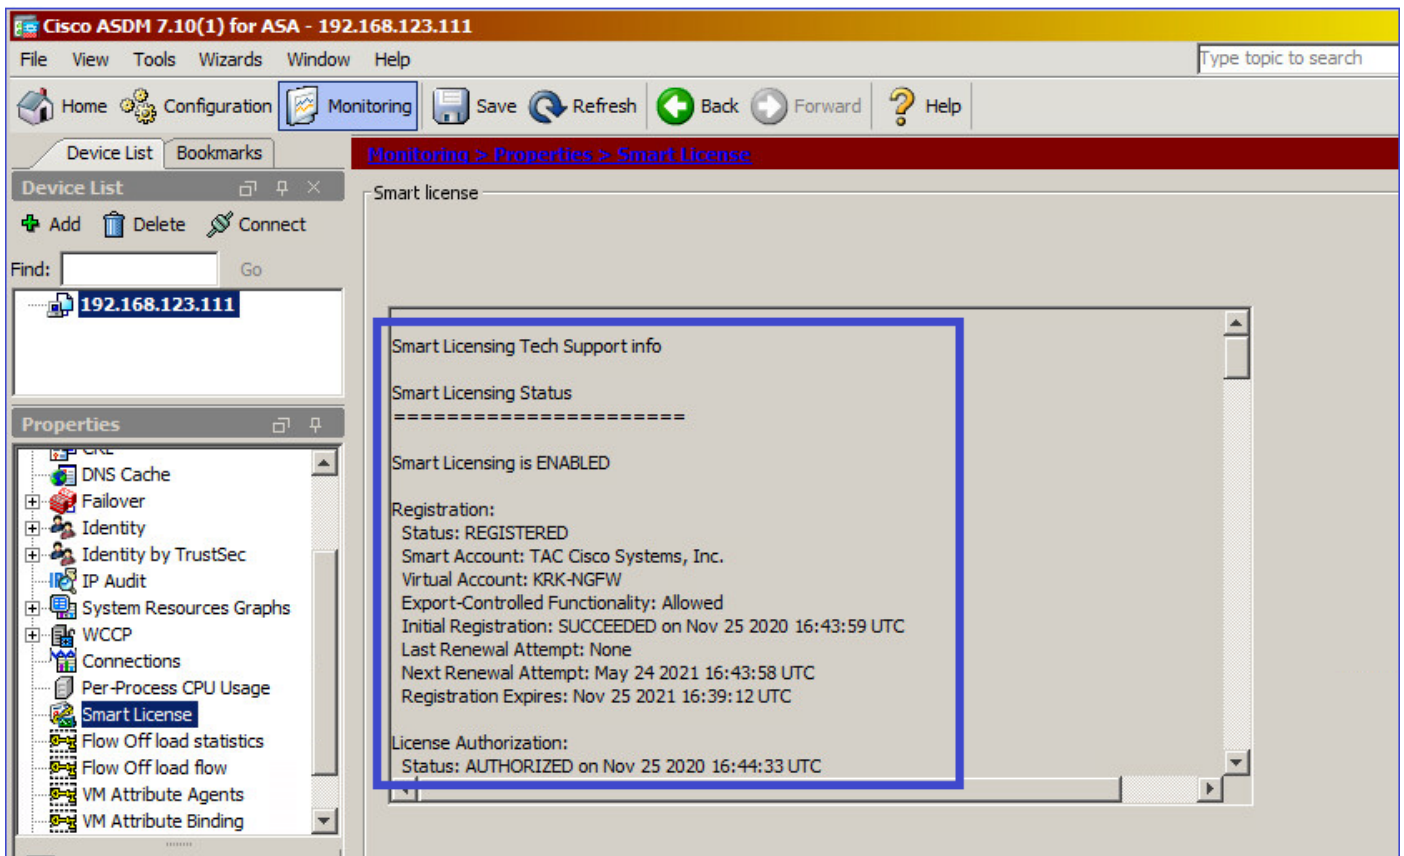 Cisco ASDM 7.10(1) for ASA - 192.168.123.111
File View Tools Wizards Window Help
Type topic to search
Home Configuration Monitoring Save Refresh Back Forward Help
Device List Bookmarks
Monitoring > Properties > Smart License
Device List
Add Delete Connect
Find: Go
192.168.123.111
Properties
CRL
DNS Cache
Failover
Identity
Identity by TrustSec
IP Audit
System Resources Graphs
WCCP
Connections
Per-Process CPU Usage
Smart License
Flow Off load statistics
Flow Off load flow
VM Attribute Agents
VM Attribute Binding
Smart license
Smart Licensing Tech Support info
Smart Licensing Status
======================
Smart Licensing is ENABLED
Registration:
Status: REGISTERED
Smart Account: TAC Cisco Systems, Inc.
Virtual Account: KRK-NGFW
Export-Controlled Functionality: Allowed
Initial Registration: SUCCEEDED on Nov 25 2020 16:43:59 UTC
Last Renewal Attempt: None
Next Renewal Attempt: May 24 2021 16:43:58 UTC
Registration Expires: Nov 25 2021 16:39:12 UTC
License Authorization:
Status: AUTHORIZED on Nov 25 2020 16:44:33 UTC